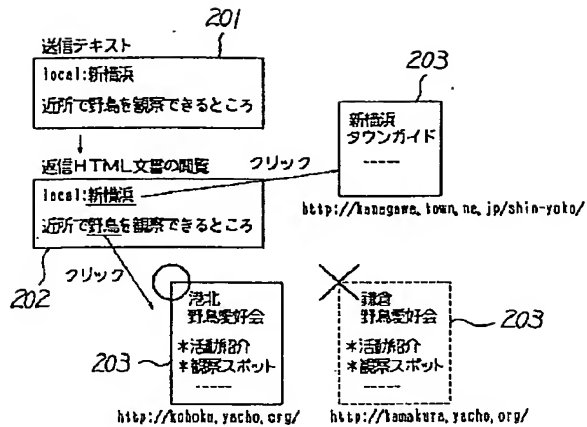 201
送信テキスト
local:新横浜
近所で野鳥を観察できるところ
返信HTML文書の閲覧
local:新横浜
近所で野鳥を観察できるところ
202
クリック
203
新横浜
タウンガイド
-----
http://kanagawa.town.ne.jp/shin-yoko/
クリック
203
港北
野鳥愛好会
*活動紹介
*観察スポット
-----
http://kohoku.yacho.org/
鎌倉
野鳥愛好会
*活動紹介
*観察スポット
-----
203
http://kamakura.yacho.org/